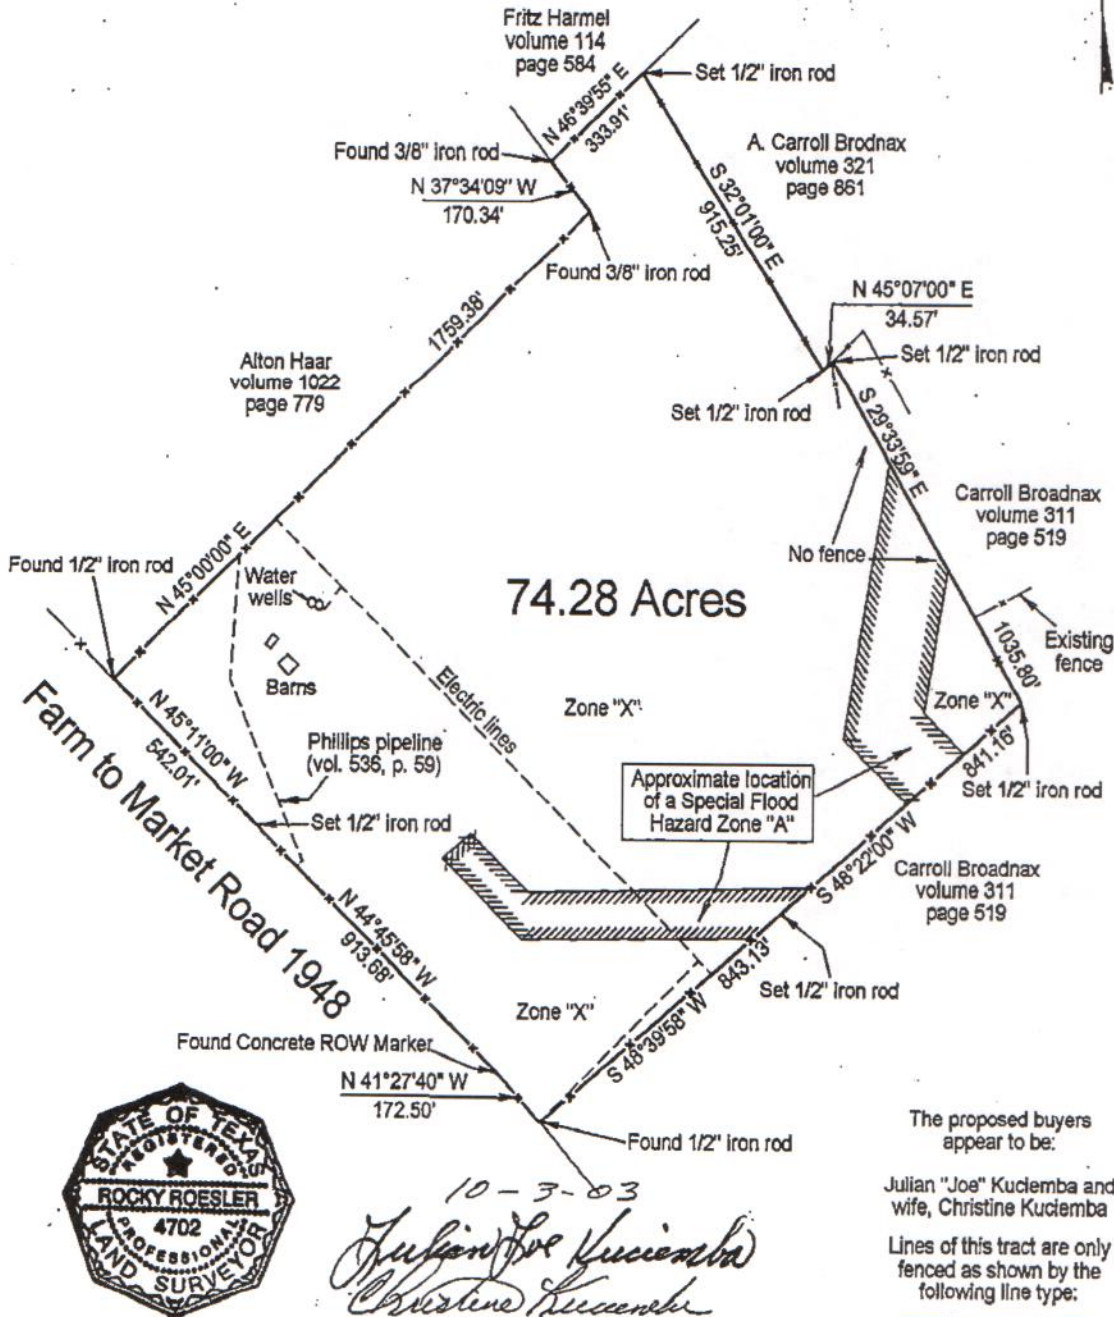 Fritz Harmel
volume 114
page 584
N 46°39'55" E
333.91'
Set 1/2" iron rod
Found 3/8" iron rod
N 37°34'09" W
170.34'
A. Carroll Brodnax
volume 321
page 861
S 32°01'00" E
915.25'
Found 3/8" iron rod
N 45°07'00" E
34.57'
Set 1/2" iron rod
Set 1/2" iron rod
1759.38'
N 45°00'00" E
Alton Haar
volume 1022
page 779
S 29°33'59" E
1035.80'
No fence
Carroll Broadnax
volume 311
page 519
Found 1/2" iron rod
Water
wells
Barns
74.28 Acres
Existing
fence
Electric lines
Zone "X"
Zone "X"
Farm to Market Road 1948
N 45°11'00" W
542.01'
Phillips pipeline
(vol. 536, p. 59)
Set 1/2" iron rod
Approximate location
of a Special Flood
Hazard Zone "A"
841.16'
S 48°22'00" W
Set 1/2" iron rod
Carroll Broadnax
volume 311
page 519
N 44°45'58" W
913.68'
843.13'
S 48°39'58" W
Set 1/2" iron rod
Zone "X"
Found Concrete ROW Marker
N 41°27'40" W
172.50'
Found 1/2" iron rod
STATE OF TEXAS
REGISTERED
ROCKY ROESLER
4702
PROFESSIONAL
LAND SURVEYOR
10-3-03
Julian Joe Kuciemba
Christine Kuciemba
The proposed buyers
appear to be:
Julian "Joe" Kuciemba and
wife, Christine Kuciemba
Lines of this tract are only
fenced as shown by the
following line type: